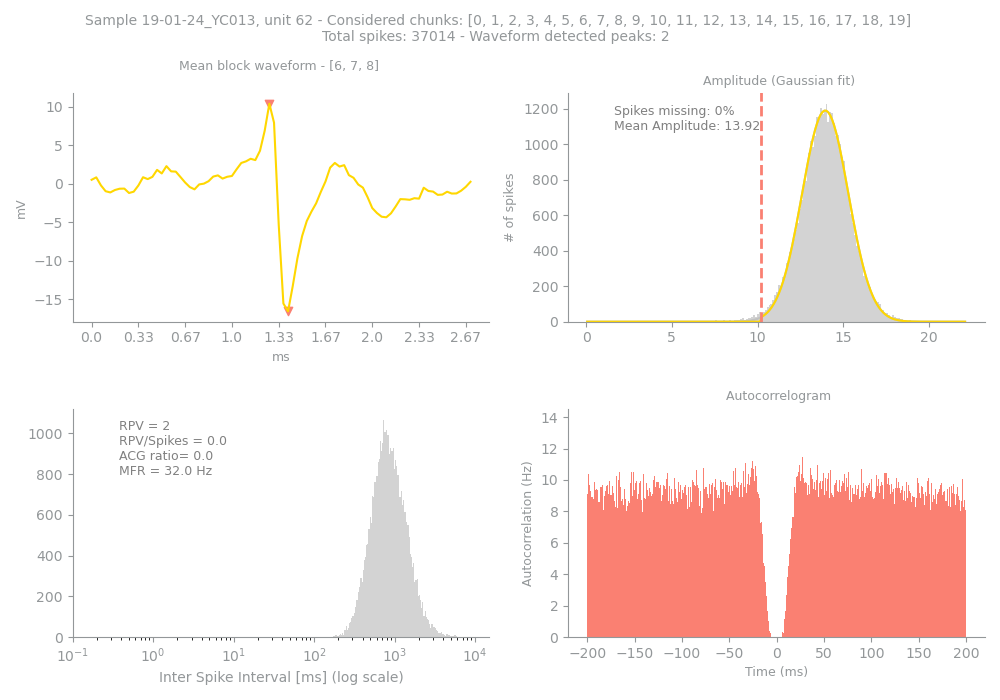 Sample 19-01-24_YC013, unit 62 - Considered chunks: [0, 1, 2, 3, 4, 5, 6, 7, 8, 9, 10, 11, 12, 13, 14, 15, 16, 17, 18, 19]
Total spikes: 37014 - Waveform detected peaks: 2
Mean block waveform - [6, 7, 8]
10
5
0
−5
−10
−15
mV
0.0 0.33 0.67 1.0 1.33 1.67 2.0 2.33 2.67
ms
Amplitude (Gaussian fit)
Spikes missing: 0%
Mean Amplitude: 13.92
1200
1000
800
600
400
200
0
# of spikes
0 5 10 15 20
RPV = 2
RPV/Spikes = 0.0
ACG ratio= 0.0
MFR = 32.0 Hz
1000
800
600
400
200
0
10⁻¹ 10⁰ 10¹ 10² 10³ 10⁴
Inter Spike Interval [ms] (log scale)
Autocorrelogram
14
12
10
8
6
4
2
0
Autocorrelation (Hz)
−200 −150 −100 −50 0 50 100 150 200
Time (ms)